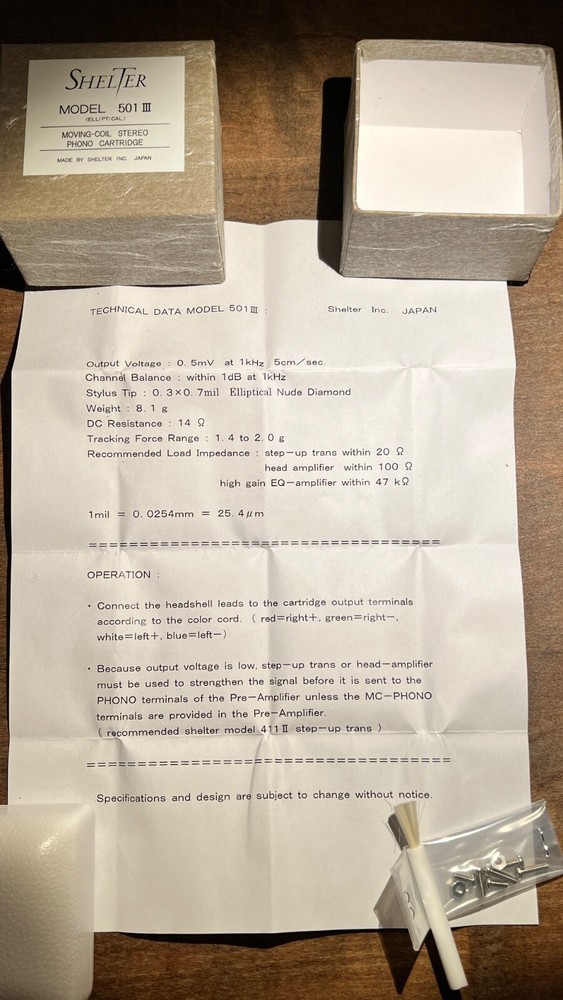 SHELTER
MODEL 501 III
(ELLIPTICAL)
MOVING-COIL STEREO
PHONO CARTRIDGE
MADE BY SHELTER INC. JAPAN
TECHNICAL DATA MODEL 501III : Shelter Inc. JAPAN
Output Voltage : 0. 5mV at 1kHz 5cm/sec.
Channel Balance : within 1dB at 1kHz
Stylus Tip : 0. 3×0. 7mil Elliptical Nude Diamond
Weight : 8. 1 g
DC Resistance : 14 Ω
Tracking Force Range : 1. 4 to 2. 0 g
Recommended Load Impedance : step-up trans within 20 Ω
head amplifier within 100 Ω
high gain EQ-amplifier within 47 kΩ
1mil = 0. 0254mm = 25. 4μm
==========================================
OPERATION :
・Connect the headshell leads to the cartridge output terminals
according to the color cord. ( red=right+, green=right-,
white=left+, blue=left-)
・Because output voltage is low, step-up trans or head-amplifier
must be used to strengthen the signal before it is sent to the
PHONO terminals of the Pre-Amplifier unless the MC-PHONO
terminals are provided in the Pre-Amplifier.
( recommended shelter model 411II step-up trans )
==========================================
Specifications and design are subject to change without notice.